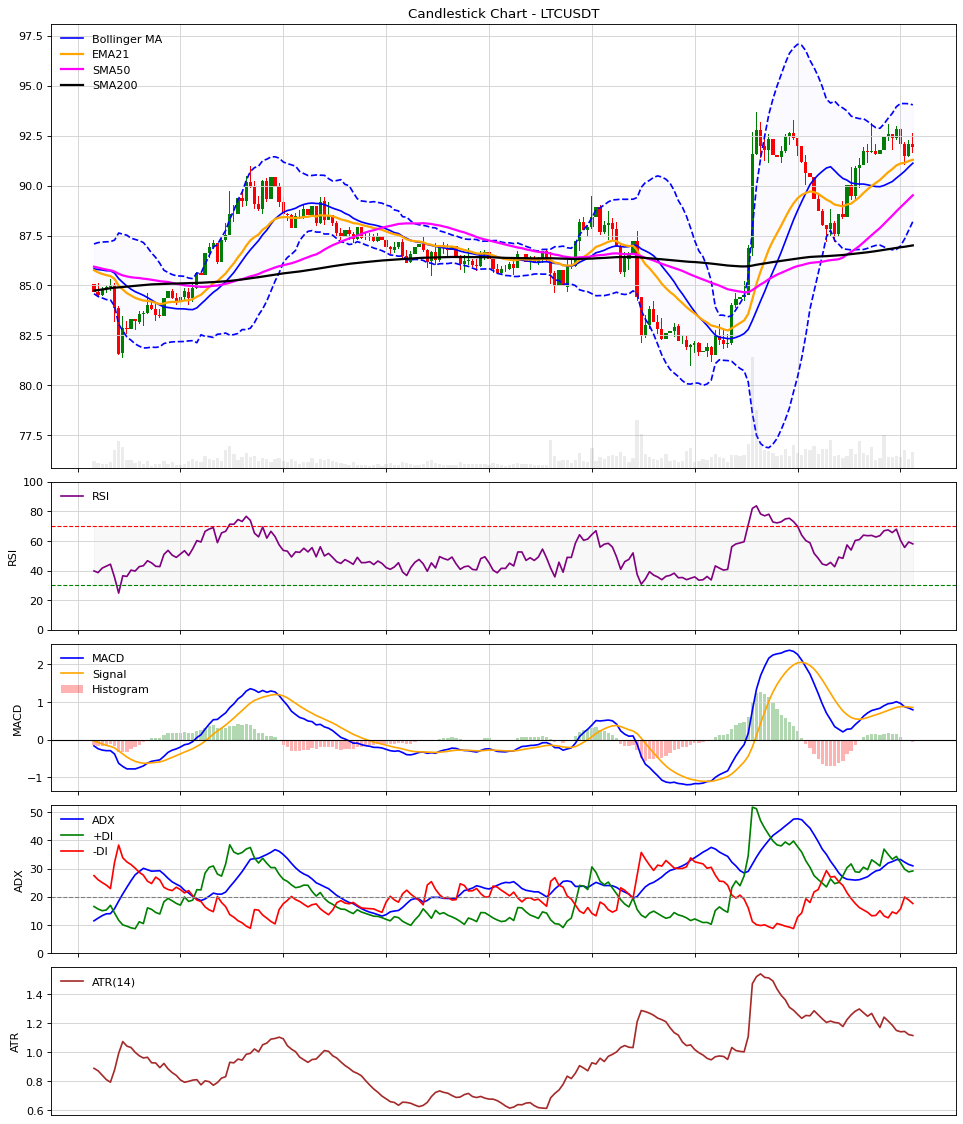 Candlestick Chart - LTCUSDT
Bollinger MA
EMA21
SMA50
SMA200
97.5
95.0
92.5
90.0
87.5
85.0
82.5
80.0
77.5
RSI
RSI
100
80
60
40
20
0
MACD
Signal
Histogram
MACD
2
1
0
−1
ADX
+DI
-DI
ADX
50
40
30
20
10
0
ATR(14)
ATR
1.4
1.2
1.0
0.8
0.6